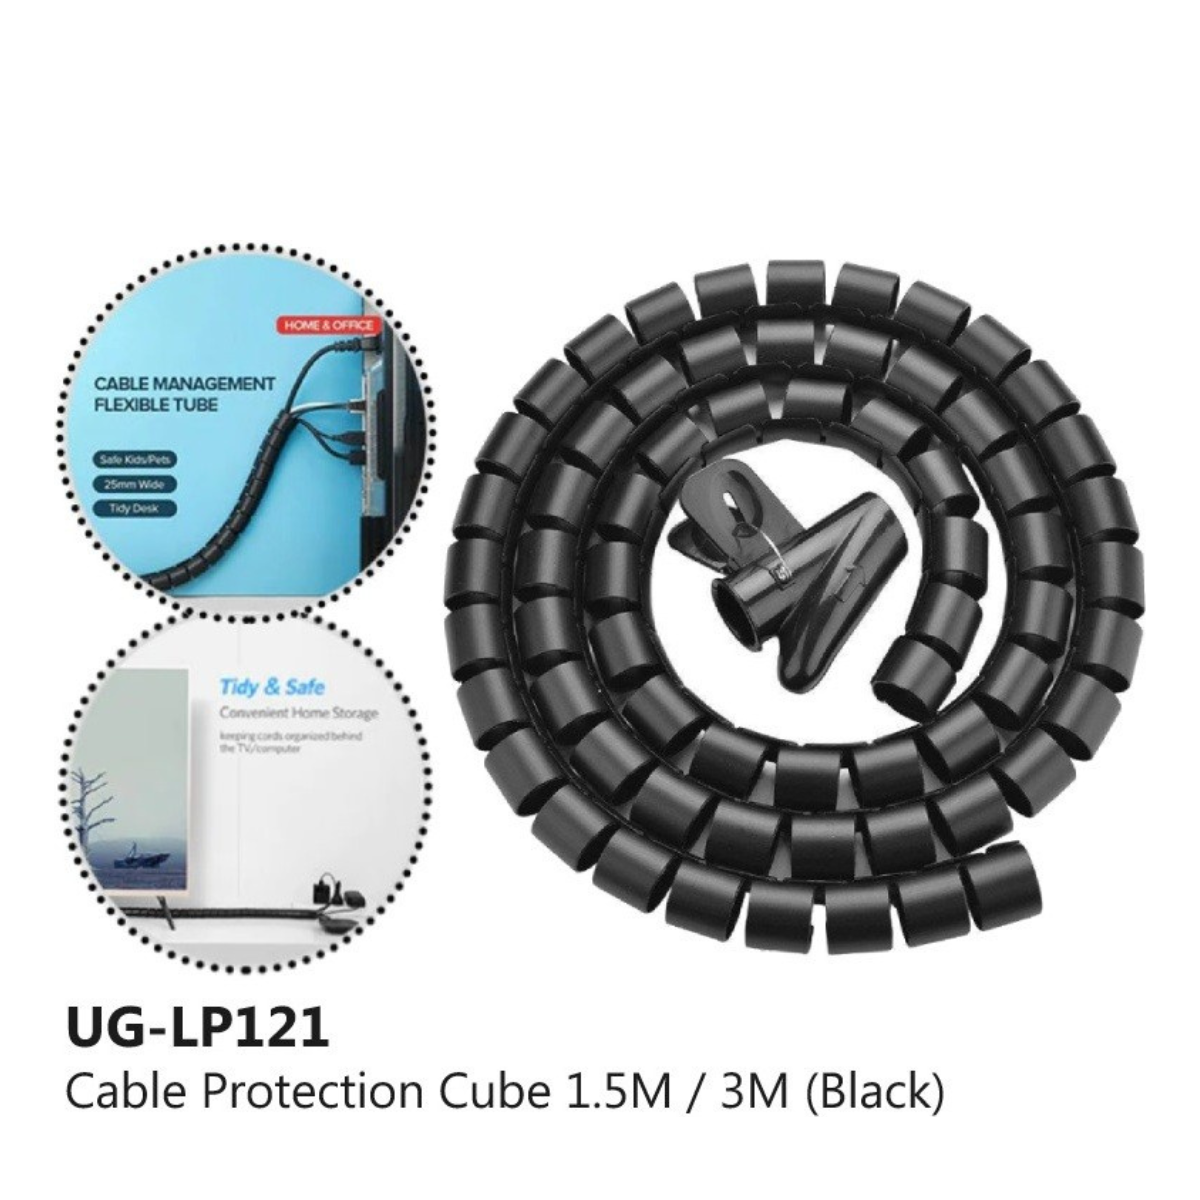 HOME & OFFICE
CABLE MANAGEMENT
FLEXIBLE TUBE
Safe Kids/Pets
25mm Wide
Tidy Desk
Tidy & Safe
Convenient Home Storage
keeping cords organized behind
the TV/computer
UG-LP121
Cable Protection Cube 1.5M / 3M (Black)